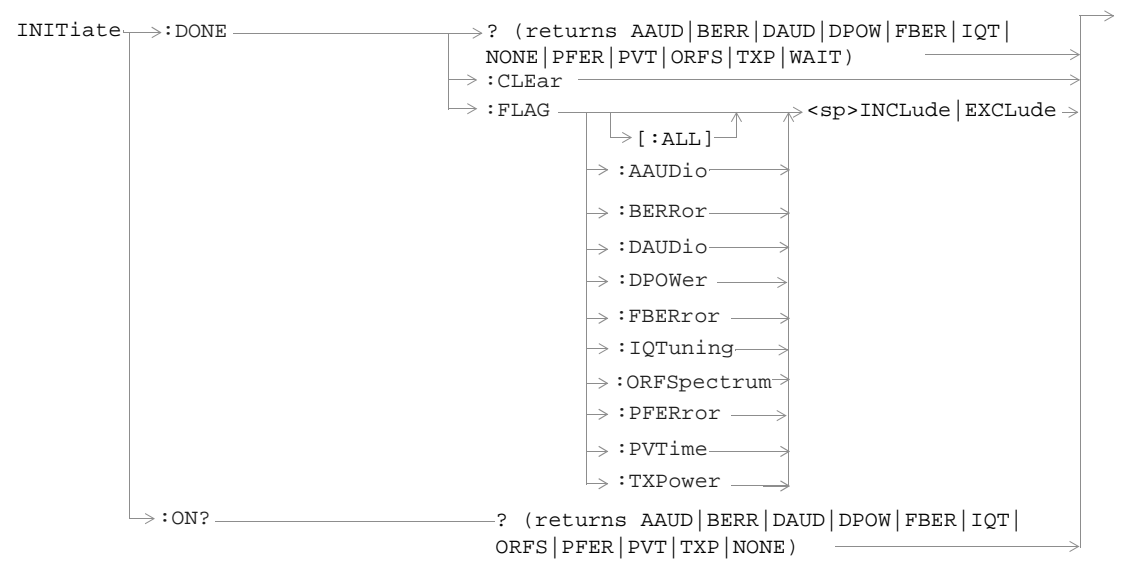 INITiate :DONE ? (returns AAUD|BERR|DAUD|DPOW|FBER|IQT|
NONE|PFER|PVT|ORFS|TXP|WAIT)
:CLEar
:FLAG <sp>INCLude|EXCLude
[:ALL]
:AAUDio
:BERRor
:DAUDio
:DPOWer
:FBERror
:IQTuning
:ORFSpectrum
:PFERror
:PVTime
:TXPower
:ON? ? (returns AAUD|BERR|DAUD|DPOW|FBER|IQT|
ORFS|PFER|PVT|TXP|NONE)